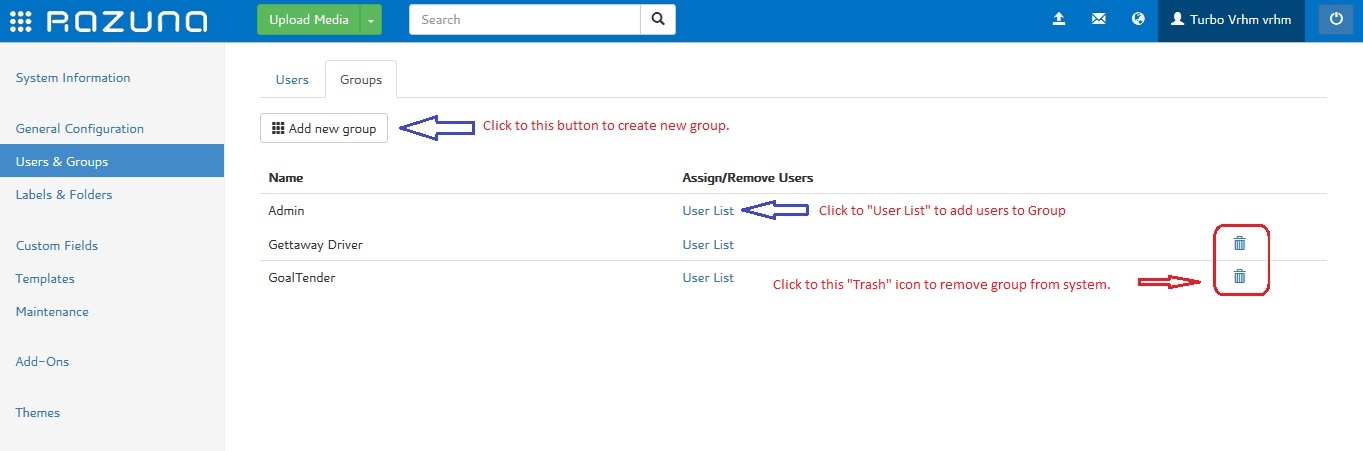 Razuna Upload Media Search Turbo Vrhm vrhm
System Information
General Configuration
Users & Groups
Labels & Folders
Custom Fields
Templates
Maintenance
Add-Ons
Themes
Users Groups
Add new group Click to this button to create new group.
Name Assign/Remove Users
Admin User List Click to "User List" to add users to Group
Gettaway Driver User List
GoalTender User List Click to this "Trash" icon to remove group from system.